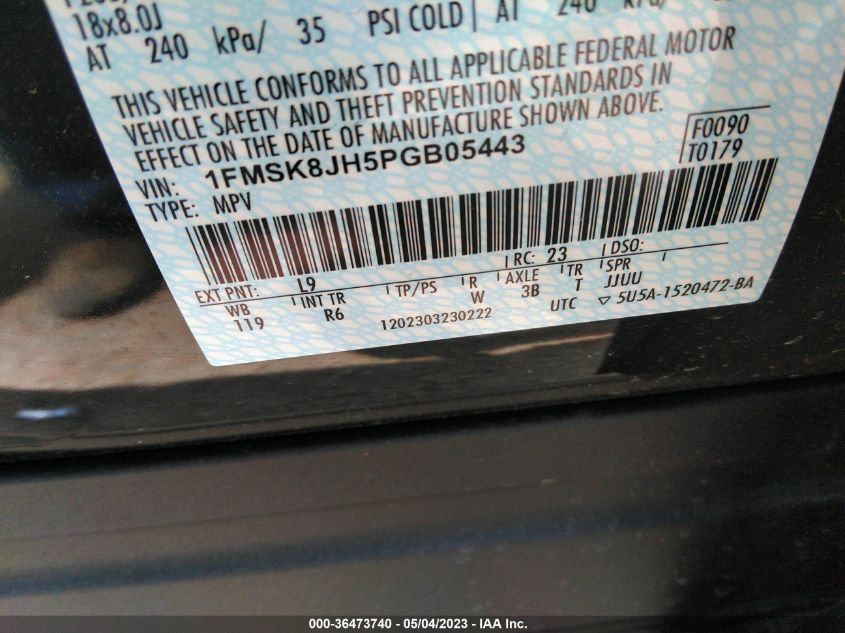 18x8.0J
AT 240 kPa/ 35 PSI COLD | AT 240
THIS VEHICLE CONFORMS TO ALL APPLICABLE FEDERAL MOTOR
VEHICLE SAFETY AND THEFT PREVENTION STANDARDS IN
EFFECT ON THE DATE OF MANUFACTURE SHOWN ABOVE.
VIN: 1FMSK8JH5PGB05443
TYPE: MPV
F0090
T0179
EXT PNT: L9 RC: 23 DSO:
WB INT TR TP/PS R AXLE TR SPR
119 R6 W 3B T JJUU
1202303230222 UTC ▽ 5U5A-1520472-BA
000-36473740 - 05/04/2023 - IAA Inc.